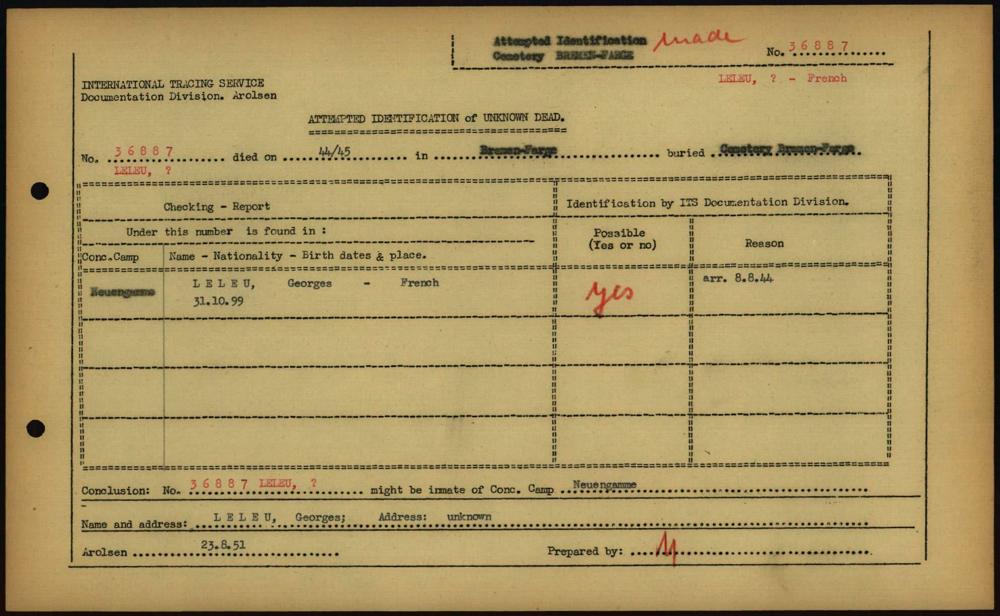 Attempted Identification made
Cemetery BREMEN-FARGE No. 36887
LELEU, ? - French
INTERNATIONAL TRACING SERVICE
Documentation Division. Arolsen
ATTEMPTED IDENTIFICATION of UNKNOWN DEAD.
No. 36887 died on 44/45 in Bremen-Farge buried Cemetery Bremen-Farge.
LELEU, ?
Checking - Report
Identification by ITS Documentation Division.
Under this number is found in :
Possible
(Yes or no)
Reason
Conc.Camp Name - Nationality - Birth dates & place.
Neuengamme LELEU, Georges - French
31.10.99
yes
arr. 8.8.44
Conclusion: No. 36887 LELEU, ? might be inmate of Conc. Camp Neuengamme
Name and address: LELEU, Georges; Address: unknown
Arolsen 23.8.51 Prepared by: